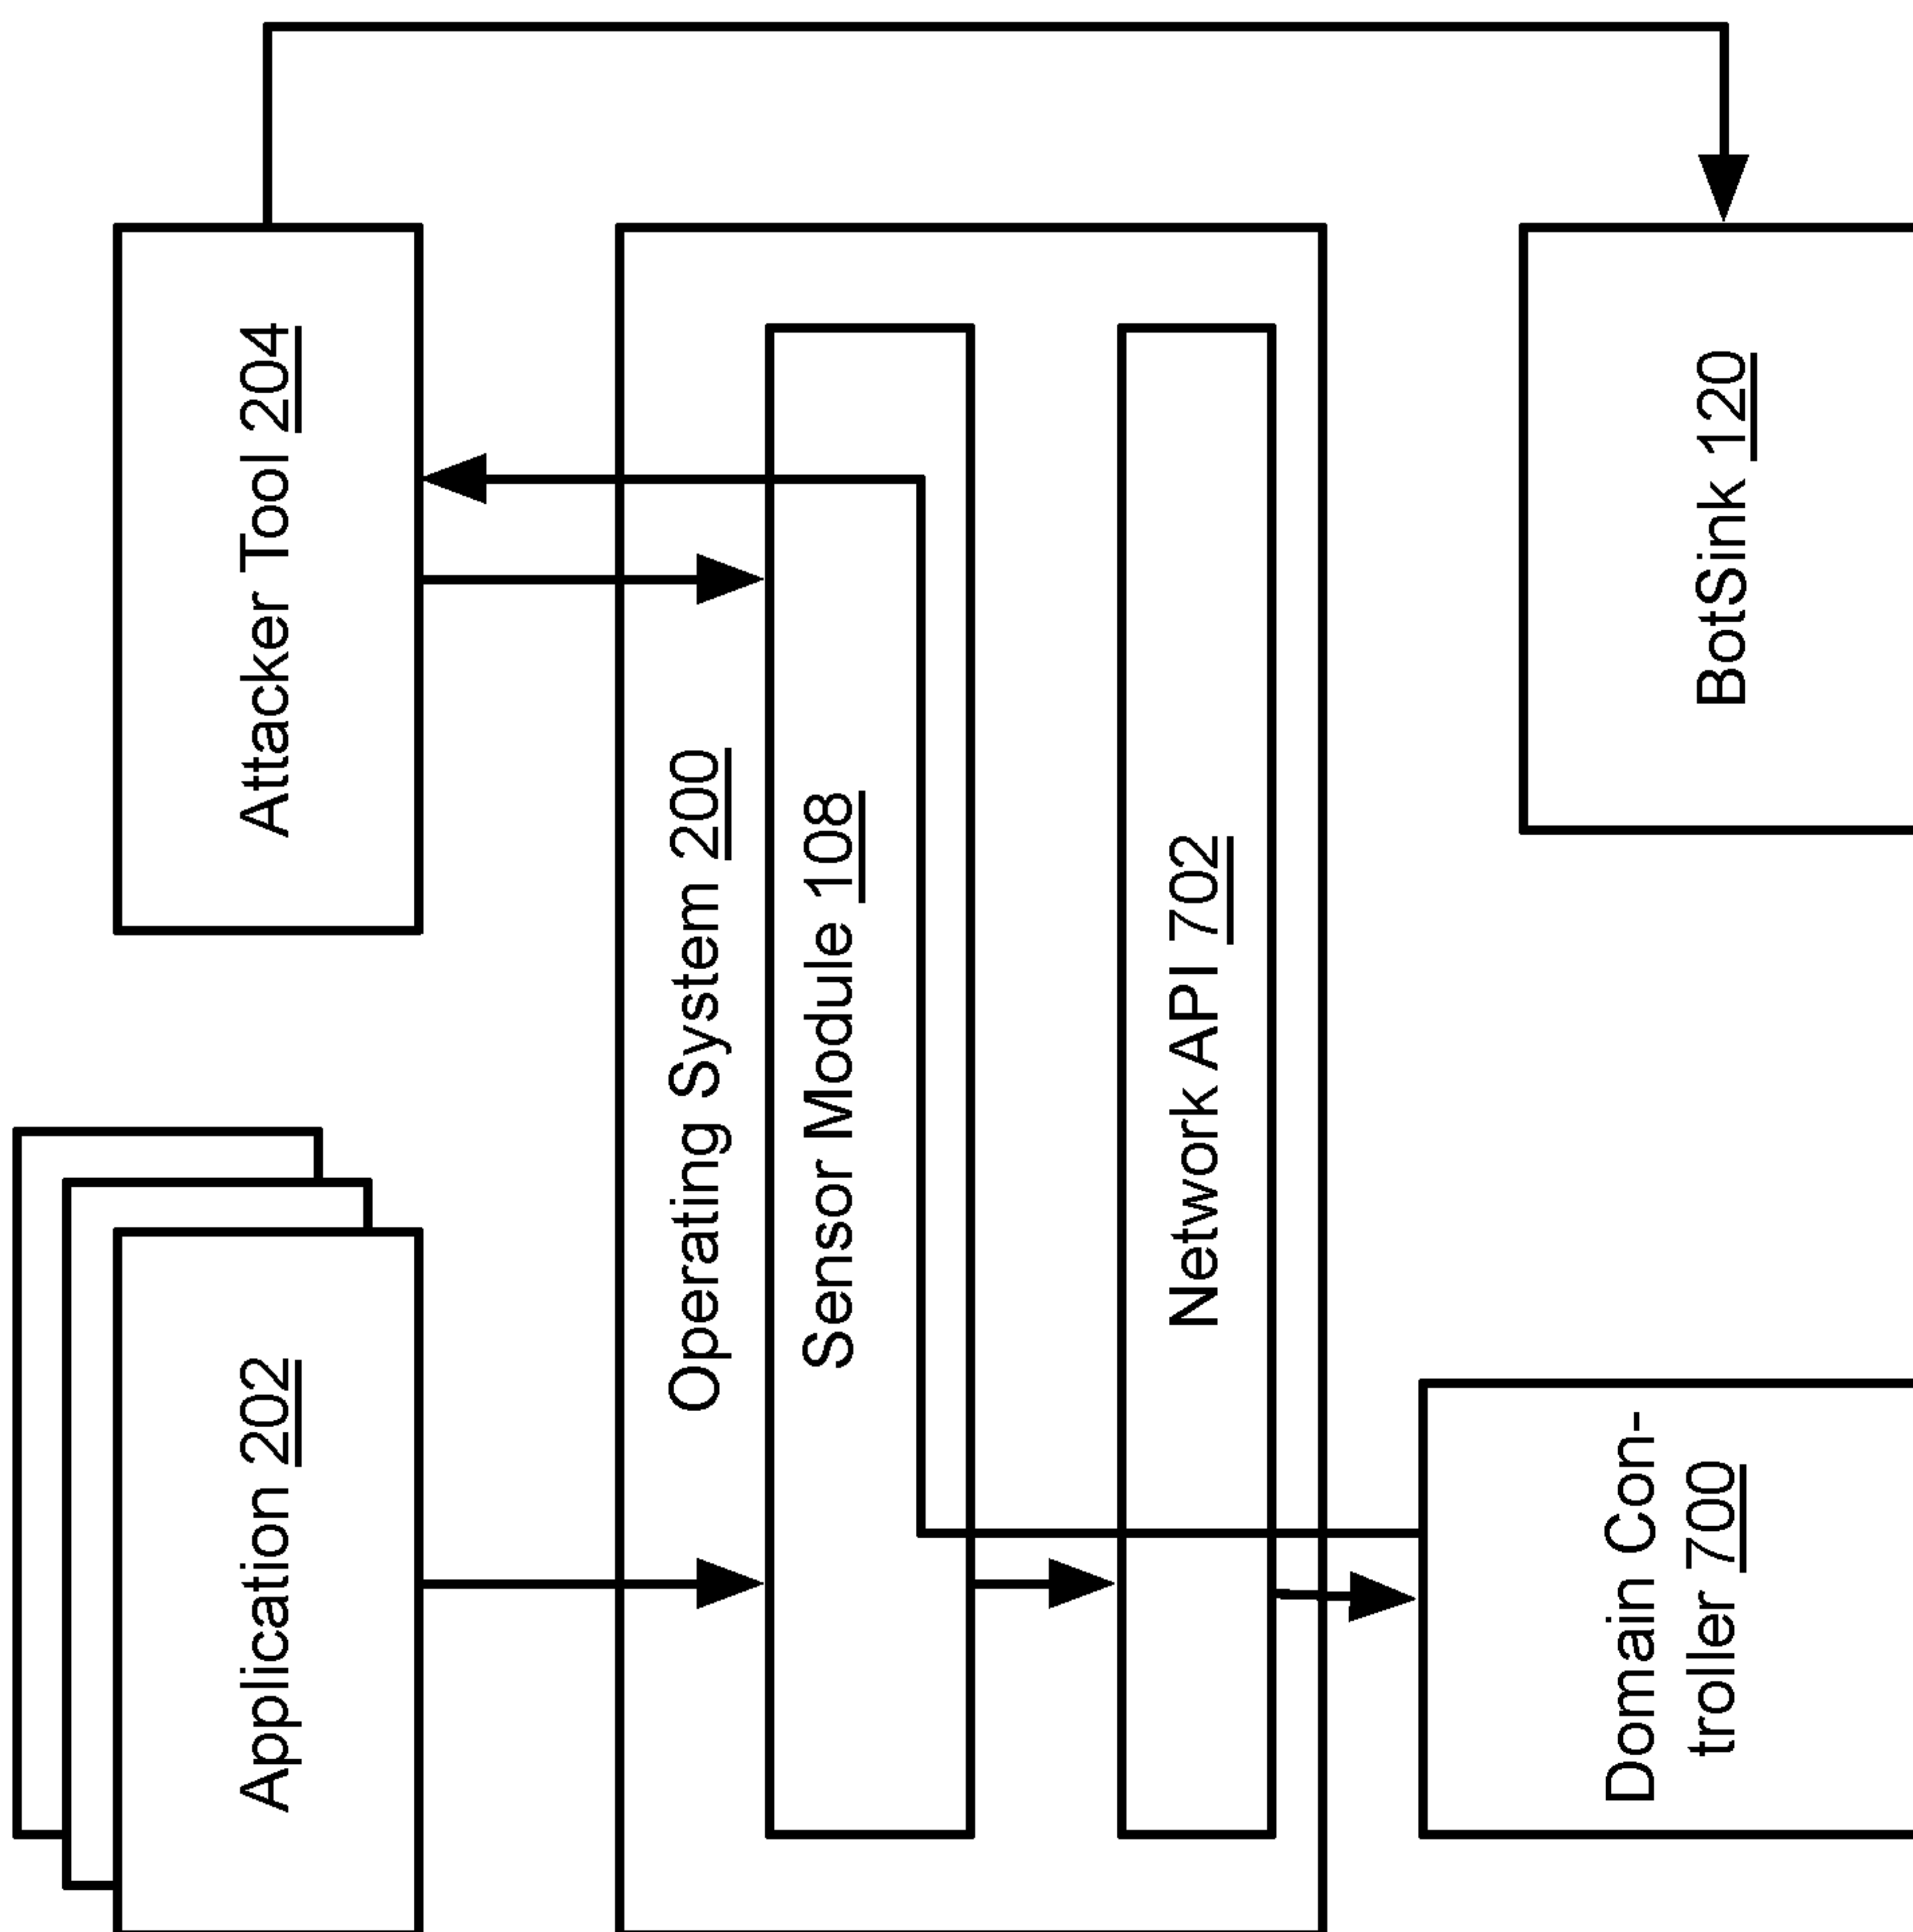 Application 202
Attacker Tool 204
Operating System 200
Sensor Module 108
Network API 702
Domain Con-
troller 700
BotSink 120